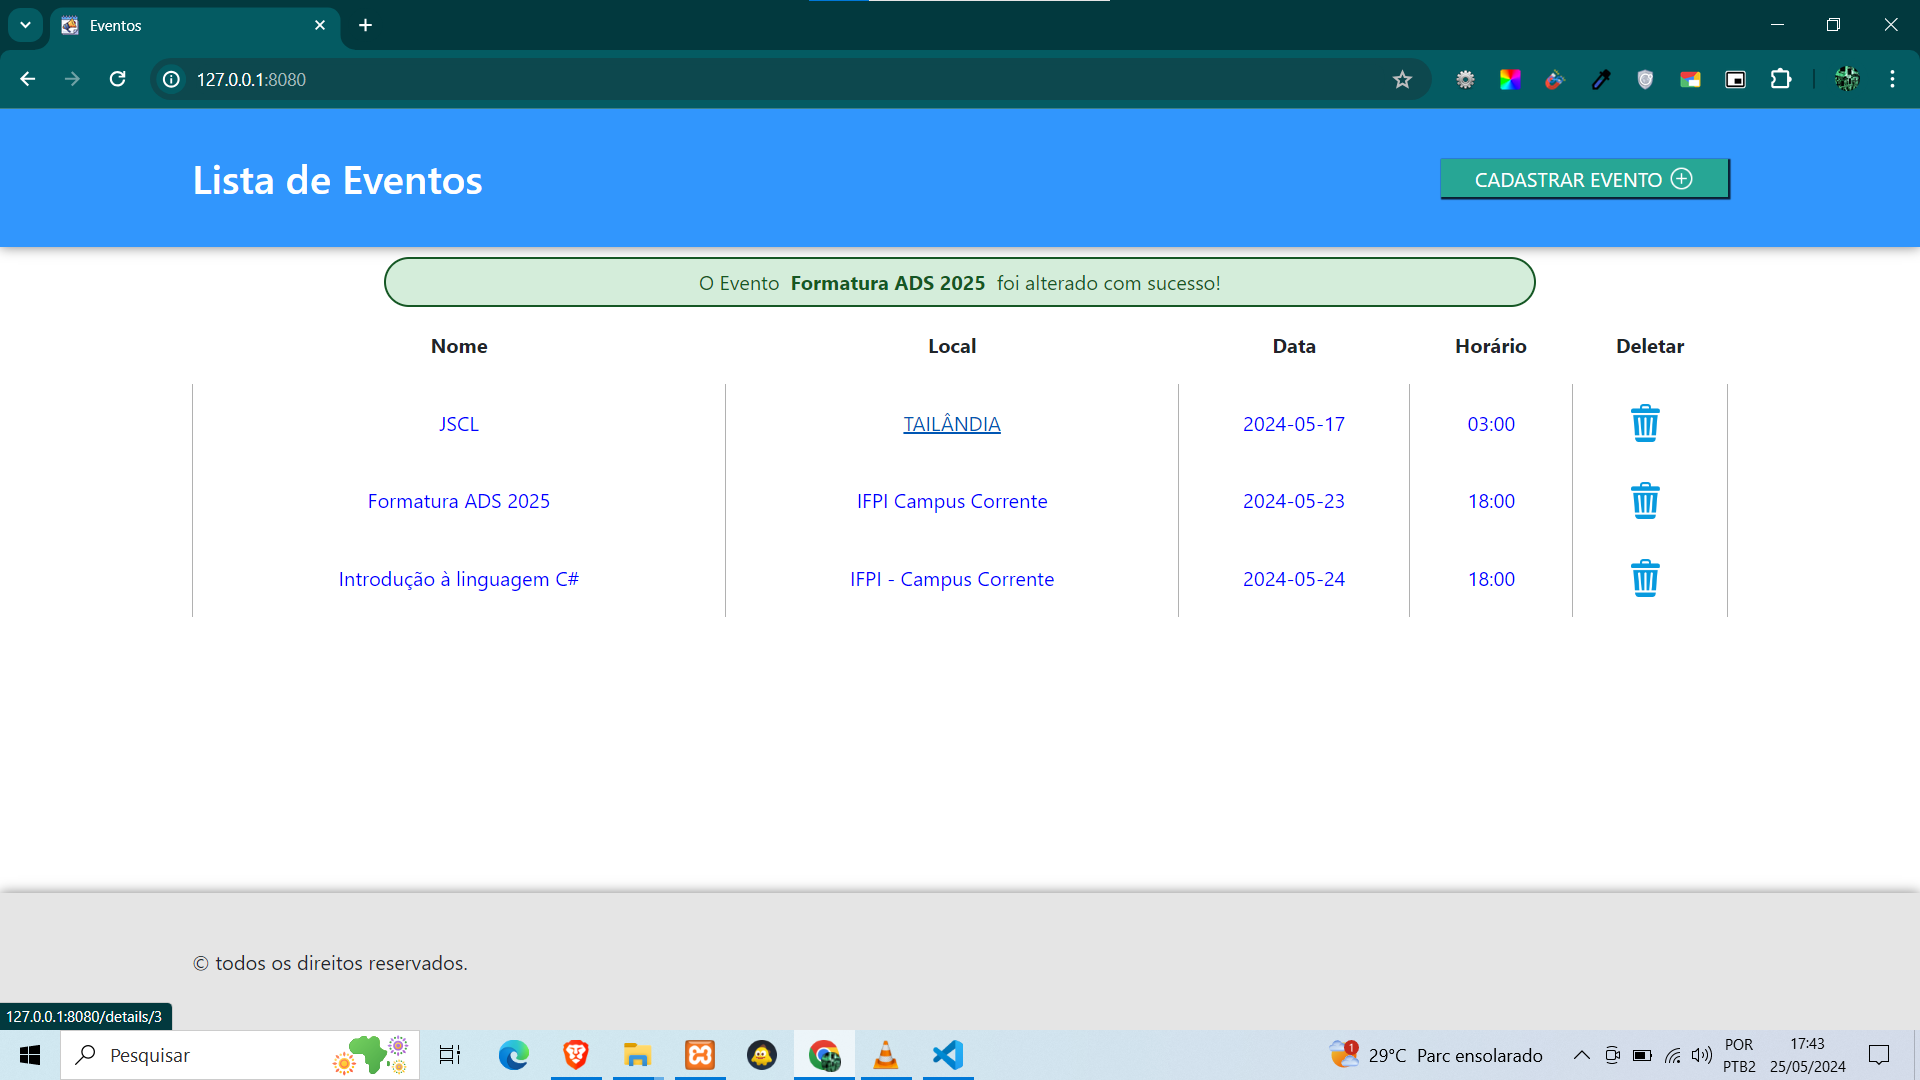 Eventos
127.0.0.1:8080
Lista de Eventos
CADASTRAR EVENTO
O Evento Formatura ADS 2025 foi alterado com sucesso!
Nome Local Data Horário Deletar
JSCL TAILÂNDIA 2024-05-17 03:00
Formatura ADS 2025 IFPI Campus Corrente 2024-05-23 18:00
Introdução à linguagem C# IFPI - Campus Corrente 2024-05-24 18:00
© todos os direitos reservados.
127.0.0.1:8080/details/3
Pesquisar
1
29°C Parc ensolarado
POR
PTB2
17:43
25/05/2024